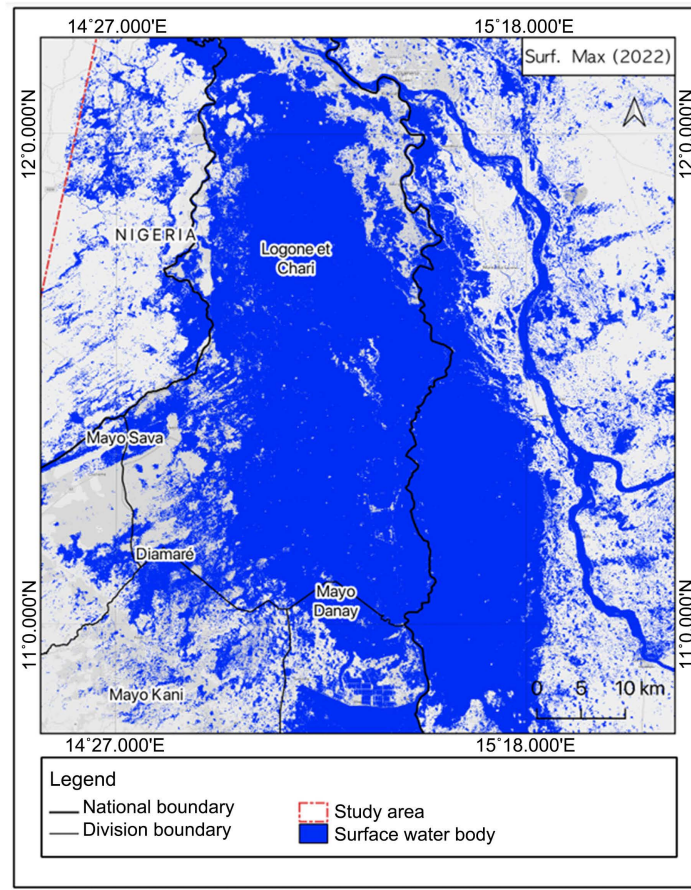 14˚27.000'E
15˚18.000'E
Surf. Max (2022)
12˚0.000'N
12˚0.000'N
NIGERIA
Logone et
Chari
Mayo Sava
Diamaré
Mayo
Danay
11˚0.000'N
11˚0.000'N
Mayo Kani
0 5 10 km
14˚27.000'E
15˚18.000'E
Legend
National boundary
Study area
Division boundary
Surface water body